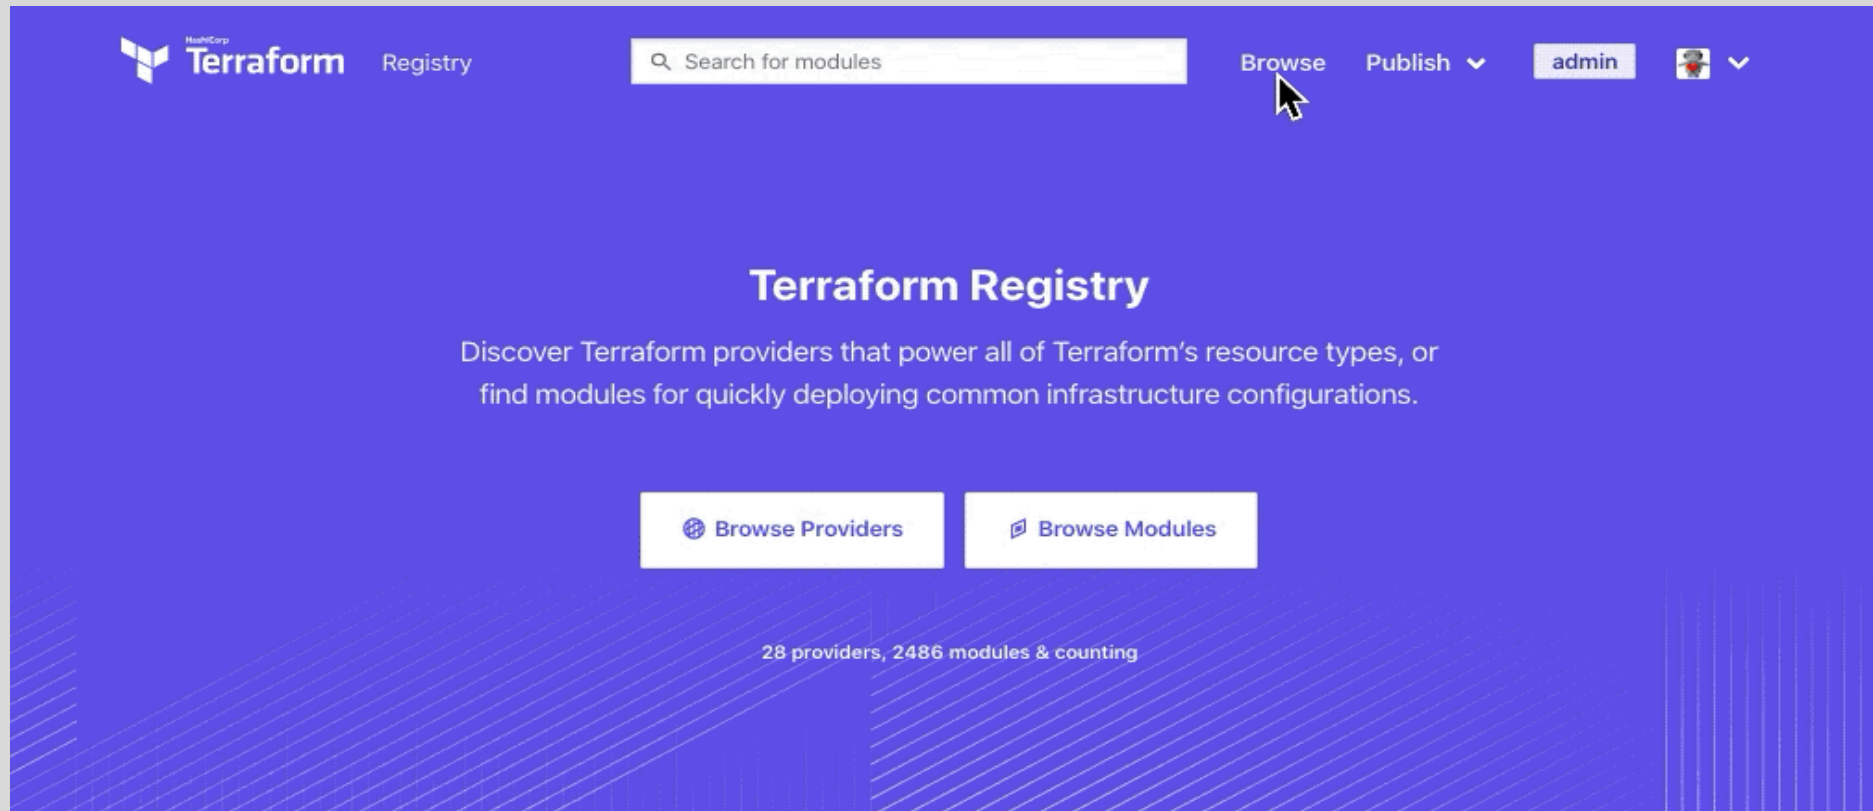 HashiCorp
Terraform
Registry
Search for modules
Browse
Publish
admin
Terraform Registry
Discover Terraform providers that power all of Terraform's resource types, or
find modules for quickly deploying common infrastructure configurations.
Browse Providers
Browse Modules
28 providers, 2486 modules & counting